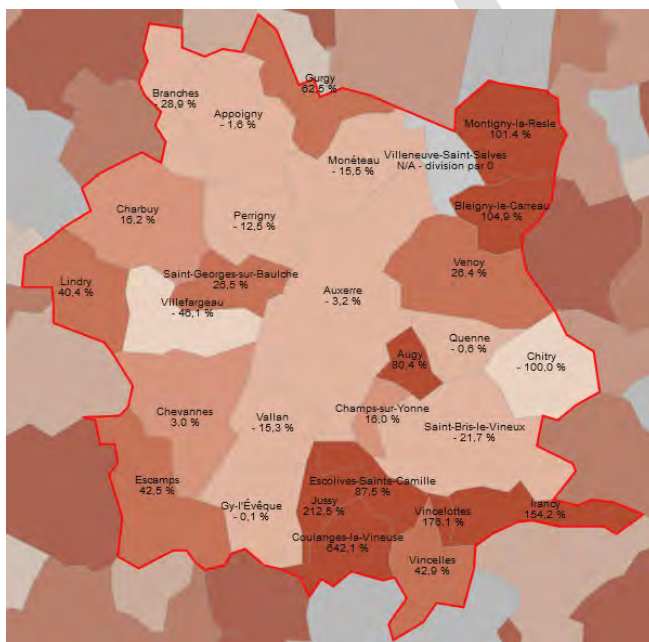 Gurgy
62,5 %
Branches
- 28,9 %
Appoigny
- 1,6 %
Montigny-la-Resle
101,4 %
Monéteau
- 15,5 %
Villeneuve-Saint-Salves
N/A - division par 0
Charbuy
16,2 %
Perrigny
- 12,5 %
Bleigny-le-Carreau
104,9 %
Venoy
26,4 %
Lindry
40,4 %
Saint-Georges-sur-Baulche
26,5 %
Villefargeau
- 46,1 %
Auxerre
- 3,2 %
Augy
80,4 %
Quenne
- 0,6 %
Chitry
- 100,0 %
Chevannes
3,0 %
Vallan
- 15,3 %
Champs-sur-Yonne
16,0 %
Saint-Bris-le-Vineux
- 21,7 %
Escamps
42,5 %
Gy-l'Évêque
- 0,1 %
Escolives-Sainte-Camille
87,5 %
Jussy
212,5 %
Vincelottes
176,1 %
Irancy
154,2 %
Coulanges-la-Vineuse
642,1 %
Vincelles
42,9 %